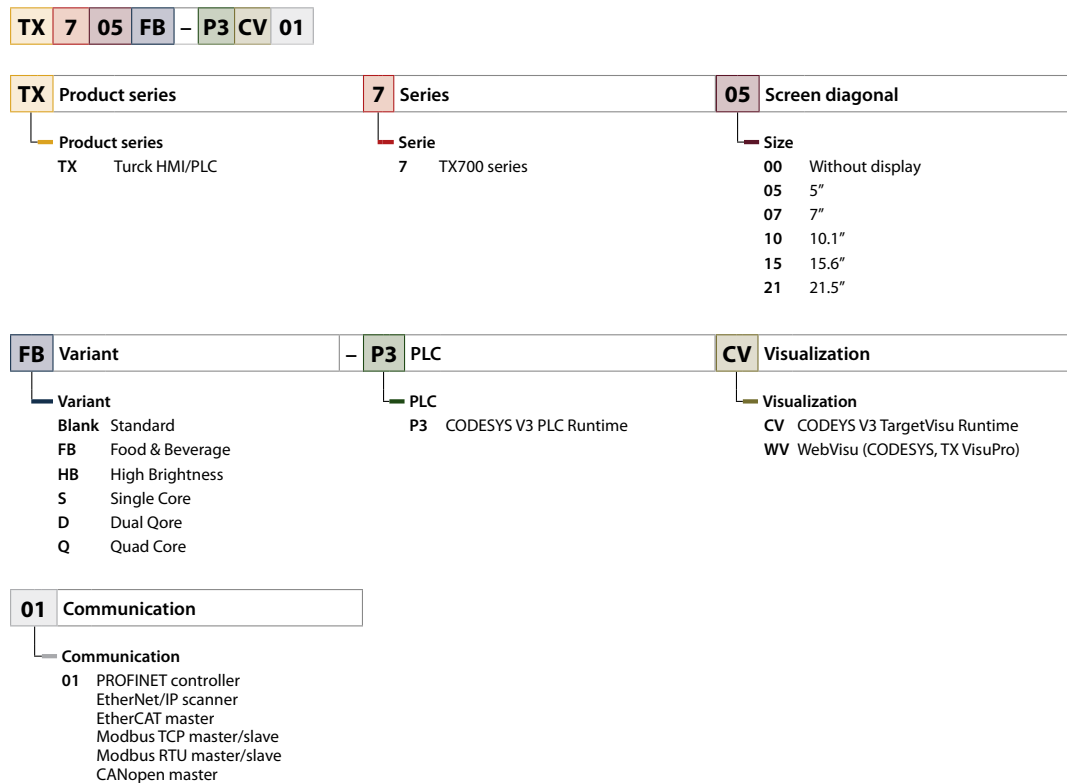 TX 7 05 FB – P3 CV 01
TX Product series 7 Series 05 Screen diagonal
Product series
TX Turck HMI/PLC
Serie
7 TX700 series
Size
00 Without display
05 5″
07 7″
10 10.1″
15 15.6″
21 21.5″
FB Variant – P3 PLC CV Visualization
Variant
Blank Standard
FB Food & Beverage
HB High Brightness
S Single Core
D Dual Qore
Q Quad Core
PLC
P3 CODESYS V3 PLC Runtime
Visualization
CV CODEYS V3 TargetVisu Runtime
WV WebVisu (CODESYS, TX VisuPro)
01 Communication
Communication
01 PROFINET controller
EtherNet/IP scanner
EtherCAT master
Modbus TCP master/slave
Modbus RTU master/slave
CANopen master